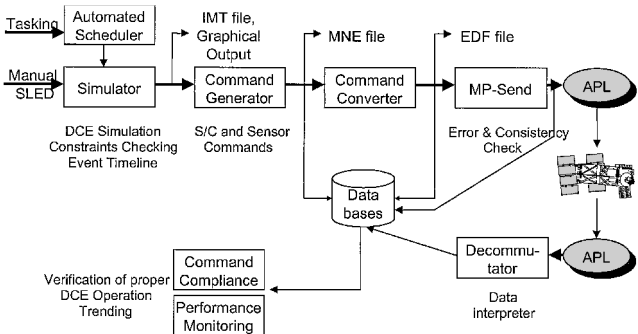 Tasking
Automated
Scheduler
IMT file,
Graphical
Output
MNE file
EDF file
Manual
SLED
Simulator
Command
Generator
Command
Converter
MP-Send
APL
DCE Simulation
Constraints Checking
Event Timeline
S/C and Sensor
Commands
Error & Consistency
Check
Data
bases
Command
Compliance
Verification of proper
DCE Operation
Trending
Performance
Monitoring
Decommu-
tator
APL
Data
interpreter